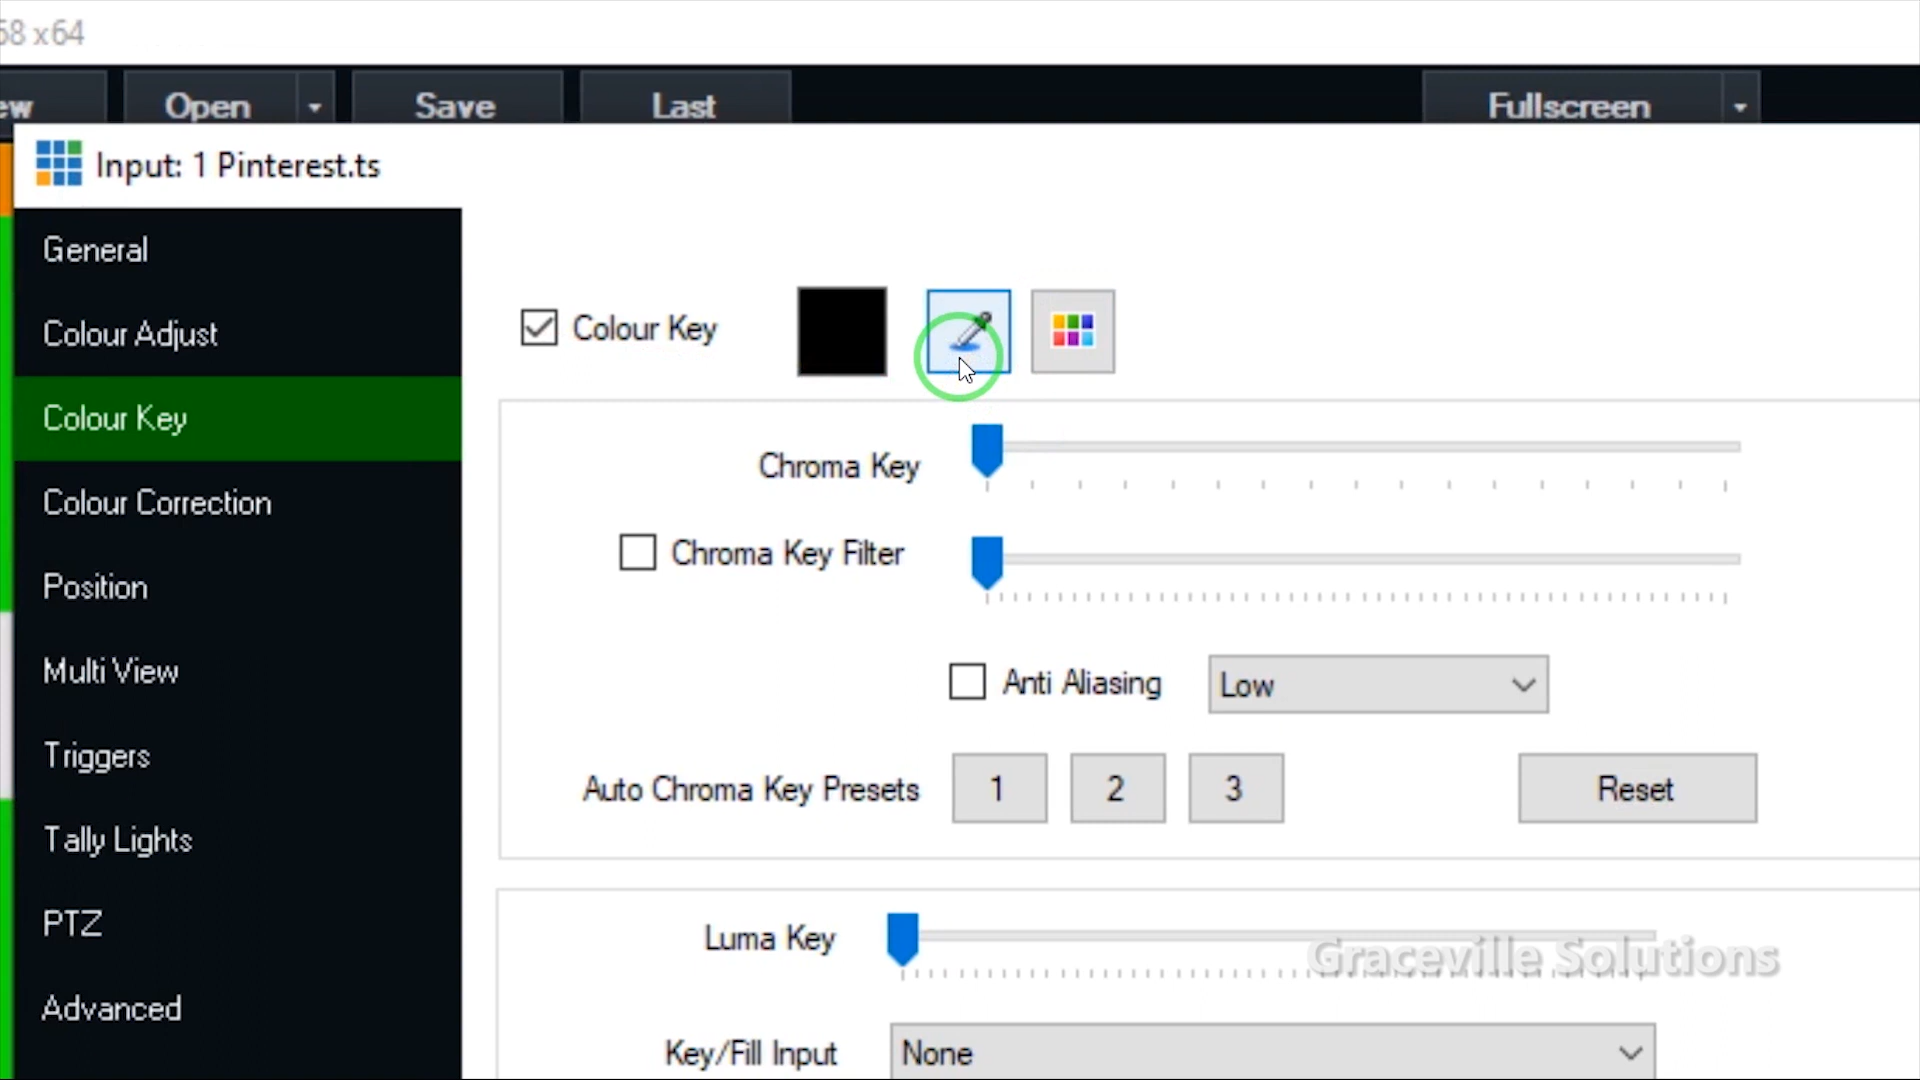 58 x64
ew
Open
Save
Last
Fullscreen
Input: 1 Pinterest.ts
General
Colour Adjust
Colour Key
Colour Correction
Position
Multi View
Triggers
Tally Lights
PTZ
Advanced
Colour Key
Chroma Key
Chroma Key Filter
Anti Aliasing
Low
Auto Chroma Key Presets
1
2
3
Reset
Luma Key
Graceville Solutions
Key/Fill Input
None